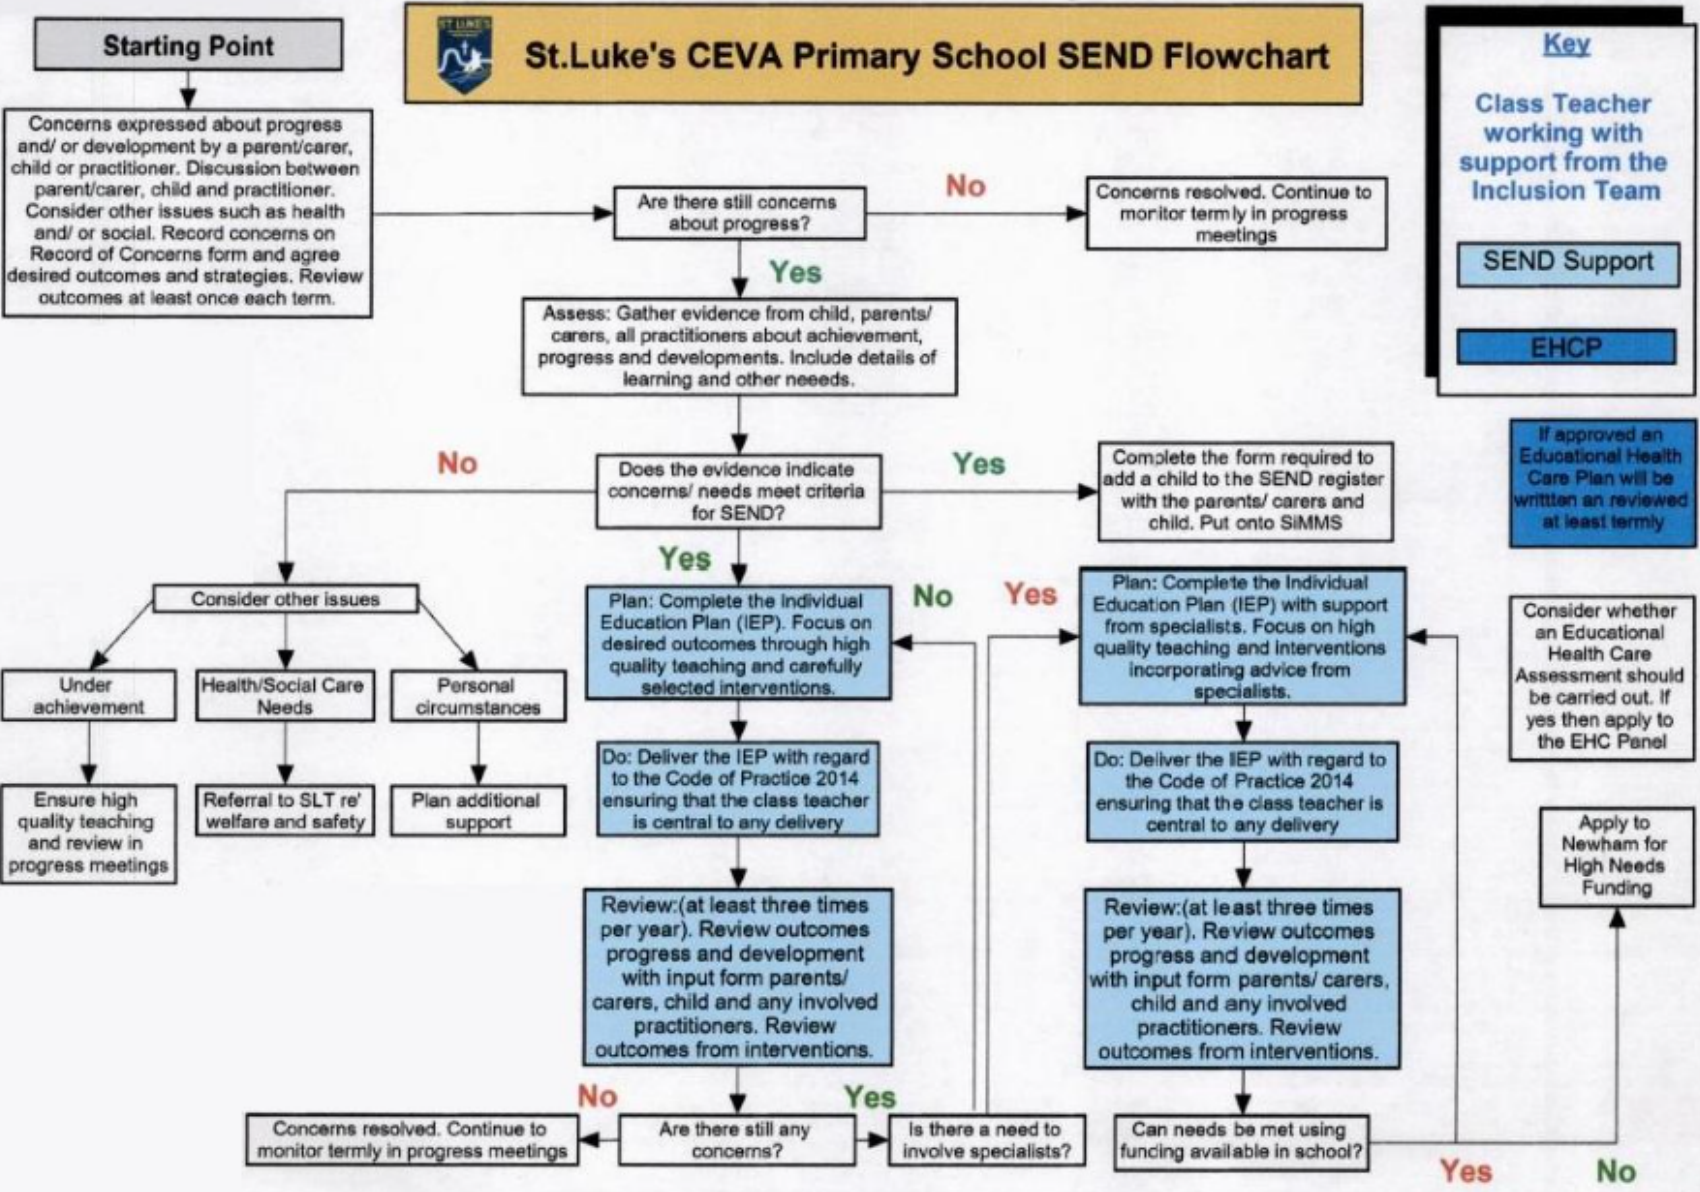 Starting Point
ST LUKE'S
St.Luke's CEVA Primary School SEND Flowchart
Key
Class Teacher
working with
support from the
Inclusion Team
SEND Support
EHCP
Concerns expressed about progress
and/ or development by a parent/carer,
child or practitioner. Discussion between
parent/carer, child and practitioner.
Consider other issues such as health
and/ or social. Record concerns on
Record of Concerns form and agree
desired outcomes and strategies. Review
outcomes at least once each term.
Are there still concerns
about progress?
No
Concerns resolved. Continue to
monitor termly in progress
meetings
Yes
Assess: Gather evidence from child, parents/
carers, all practitioners about achievement,
progress and developments. Include details of
learning and other neeeds.
No
Does the evidence indicate
concerns/ needs meet criteria
for SEND?
Yes
Complete the form required to
add a child to the SEND register
with the parents/ carers and
child. Put onto SiMMS
If approved an
Educational Health
Care Plan will be
writtten an reviewed
at least termly
Yes
Consider other issues
Under
achievement
Health/Social Care
Needs
Personal
circumstances
Ensure high
quality teaching
and review in
progress meetings
Referral to SLT re'
welfare and safety
Plan additional
support
Plan: Complete the Individual
Education Plan (IEP). Focus on
desired outcomes through high
quality teaching and carefully
selected interventions.
No
Yes
Plan: Complete the Individual
Education Plan (IEP) with support
from specialists. Focus on high
quality teaching and interventions
incorporating advice from
specialists.
Consider whether
an Educational
Health Care
Assessment should
be carried out. If
yes then apply to
the EHC Panel
Do: Deliver the IEP with regard
to the Code of Practice 2014
ensuring that the class teacher
is central to any delivery
Do: Deliver the IEP with regard to
the Code of Practice 2014
ensuring that the class teacher is
central to any delivery
Apply to
Newham for
High Needs
Funding
Review:(at least three times
per year). Review outcomes
progress and development
with input form parents/
carers, child and any involved
practitioners. Review
outcomes from interventions.
Review:(at least three times
per year). Review outcomes
progress and development
with input form parents/ carers,
child and any involved
practitioners. Review
outcomes from interventions.
Concerns resolved. Continue to
monitor termly in progress meetings
No
Are there still any
concerns?
Yes
Is there a need to
involve specialists?
Can needs be met using
funding available in school?
Yes
No